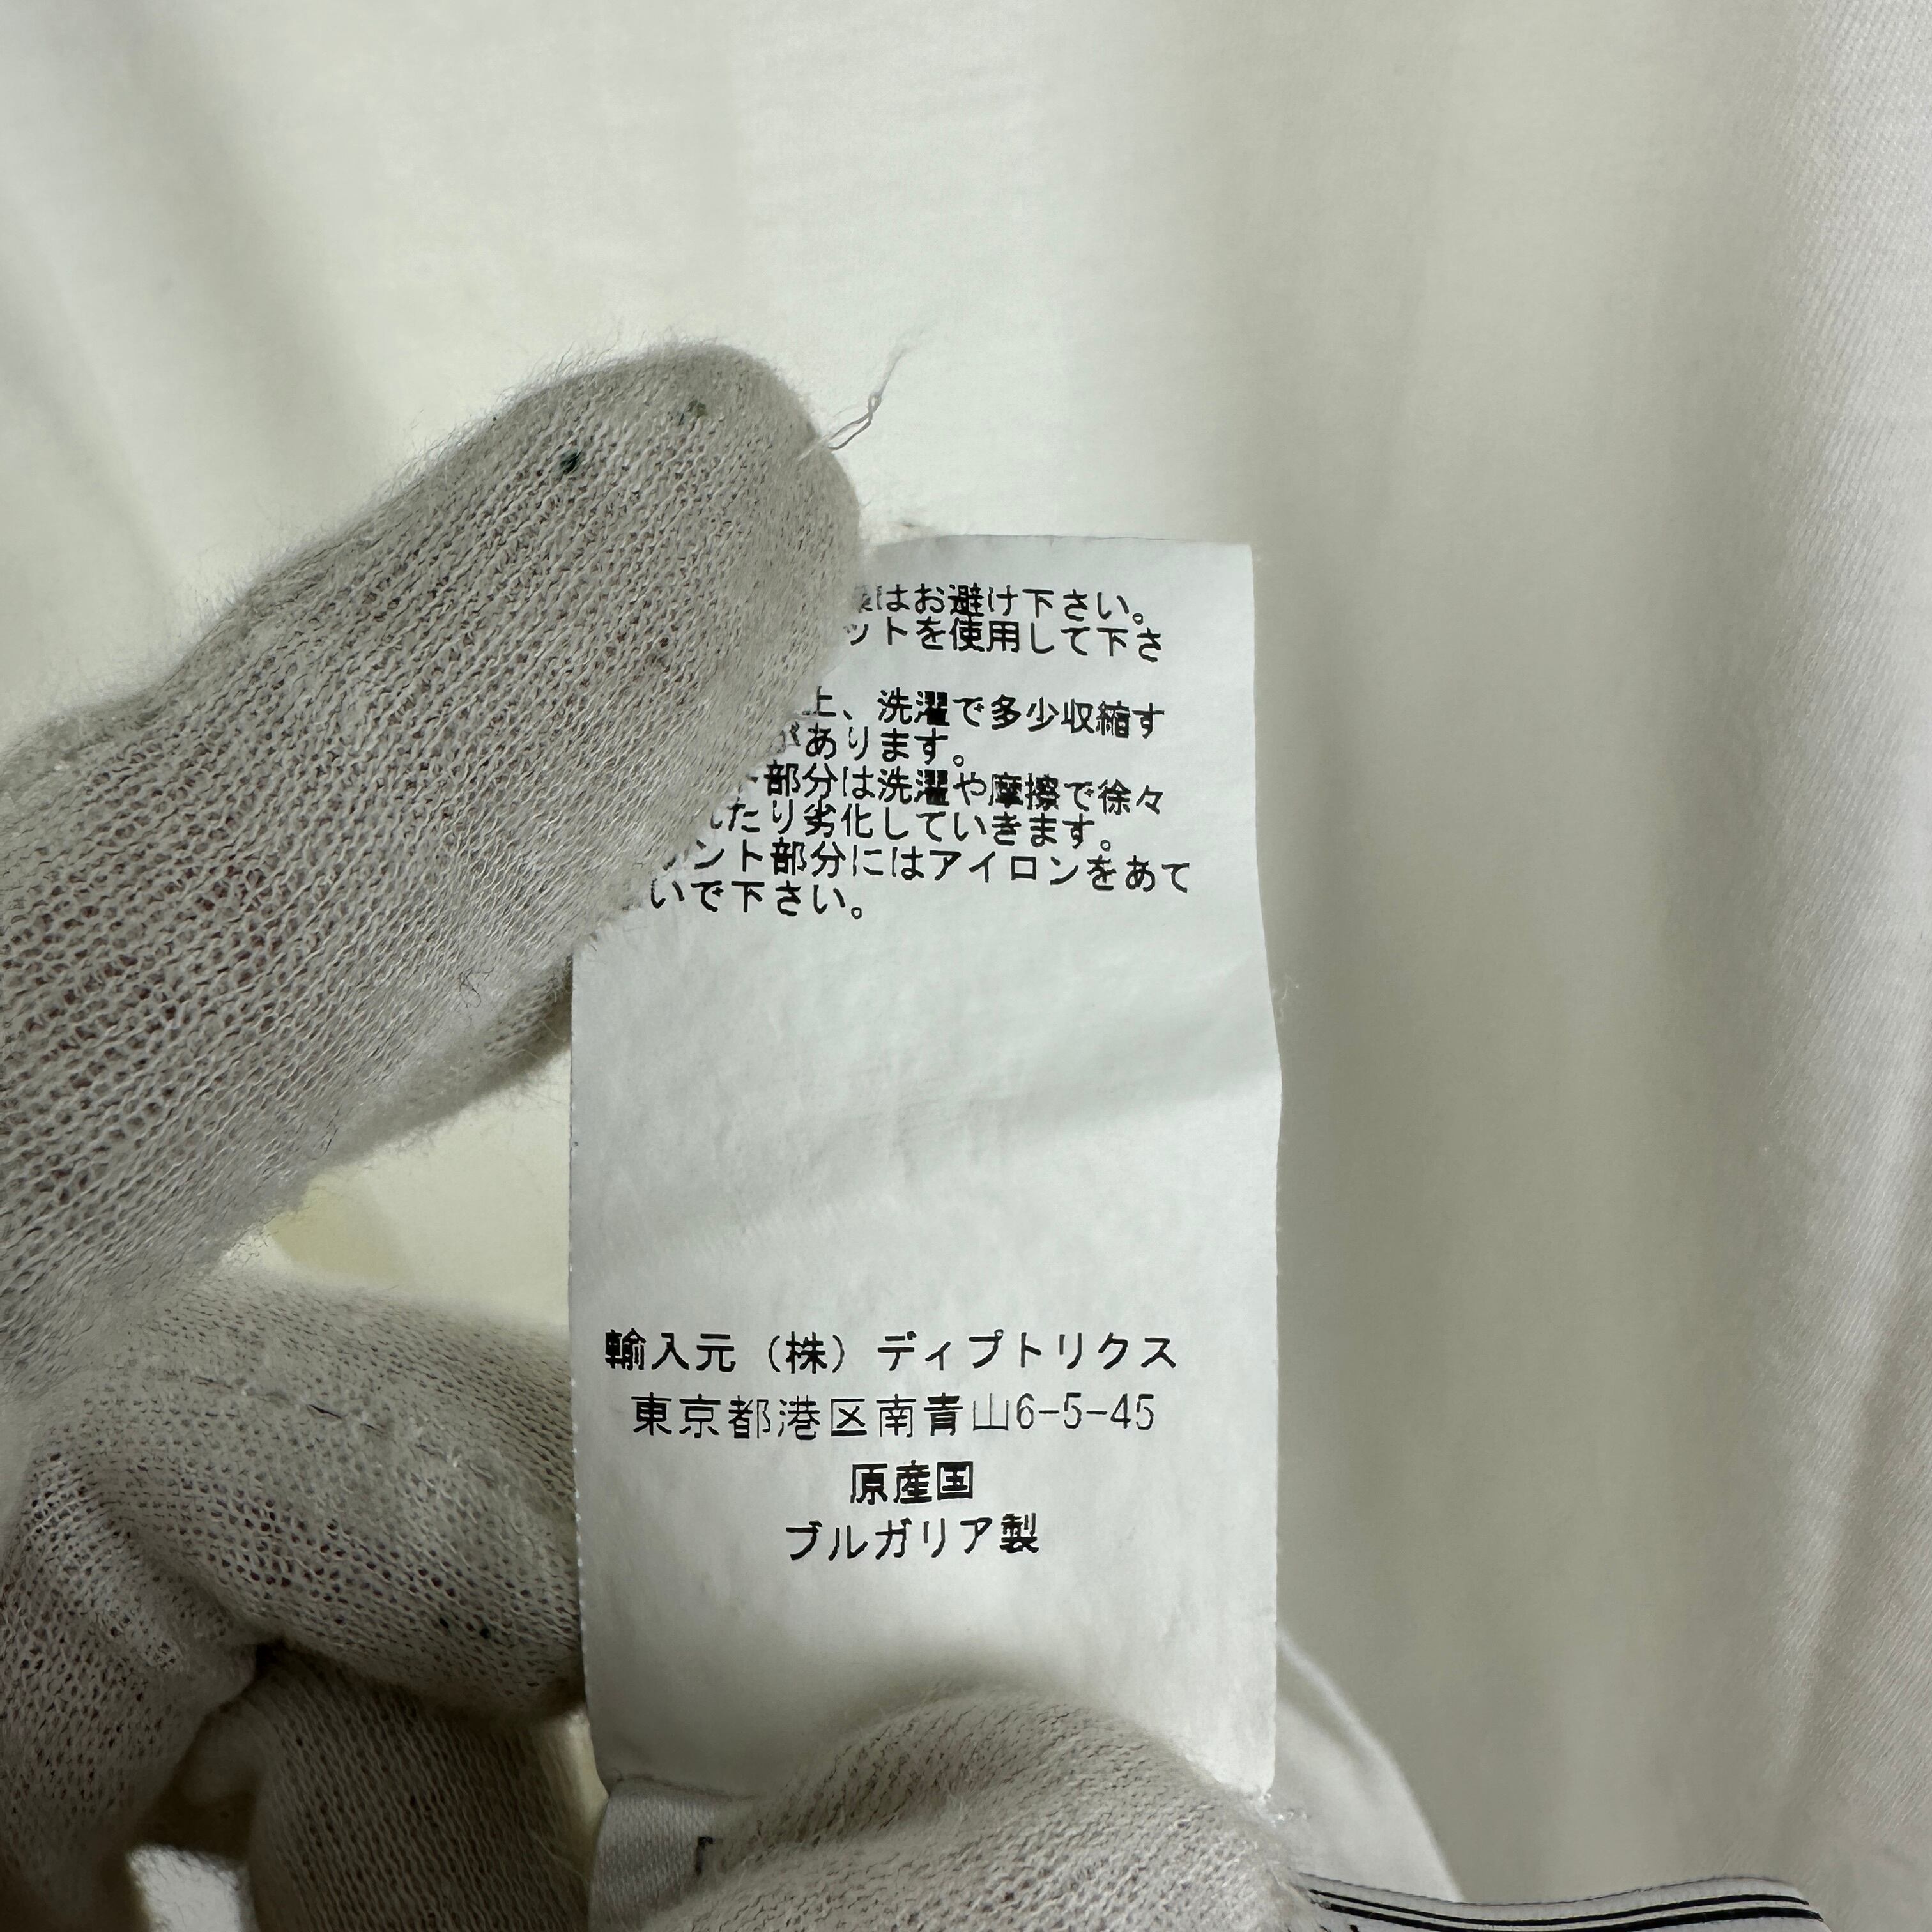 はお避け下さい。
ットを使用して下さ
上、洗濯で多少収縮す
があります。
部分は洗濯や摩擦で徐々
たり劣化していきます。
ント部分にはアイロンをあて
いで下さい。
輸入元（株）ディプトリクス
東京都港区南青山6-5-45
原産国
ブルガリア製